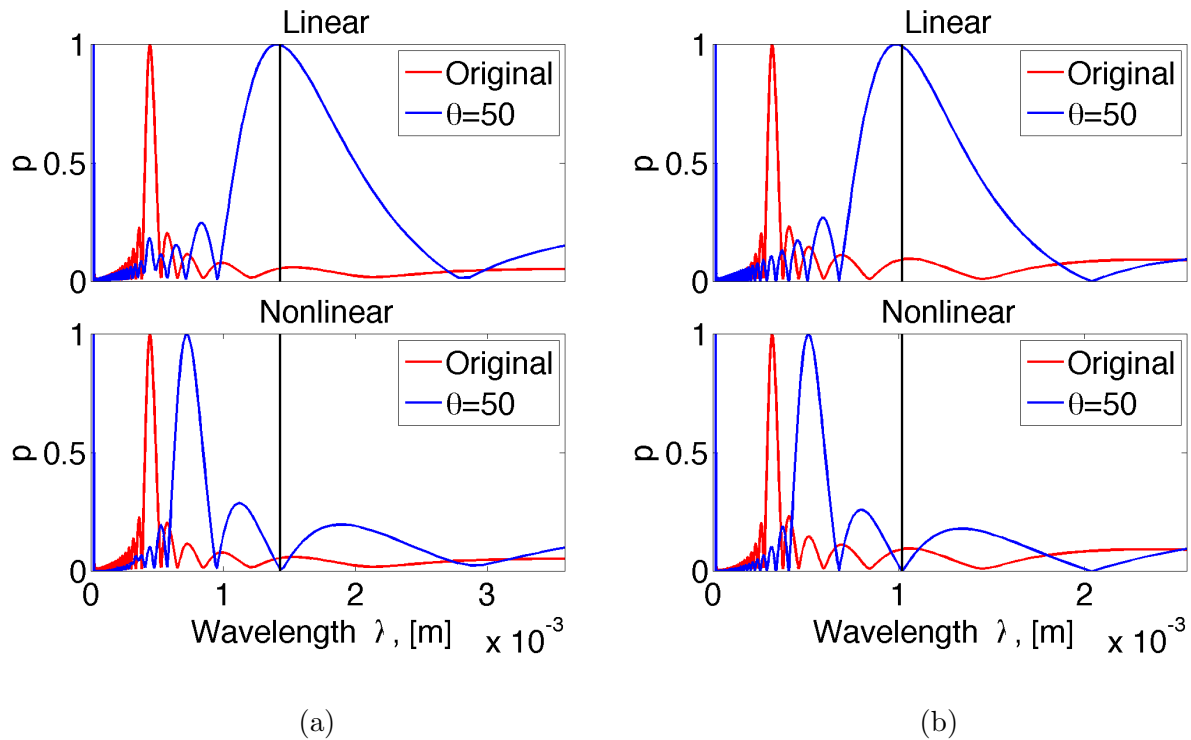 Linear
1
0.5
0
p
Original
θ=50
Nonlinear
1
0.5
0
p
Original
θ=50
0 1 2 3
Wavelength λ, [m] x 10⁻³
(a)
Linear
1
0.5
0
p
Original
θ=50
Nonlinear
1
0.5
0
p
Original
θ=50
0 1 2
Wavelength λ, [m] x 10⁻³
(b)